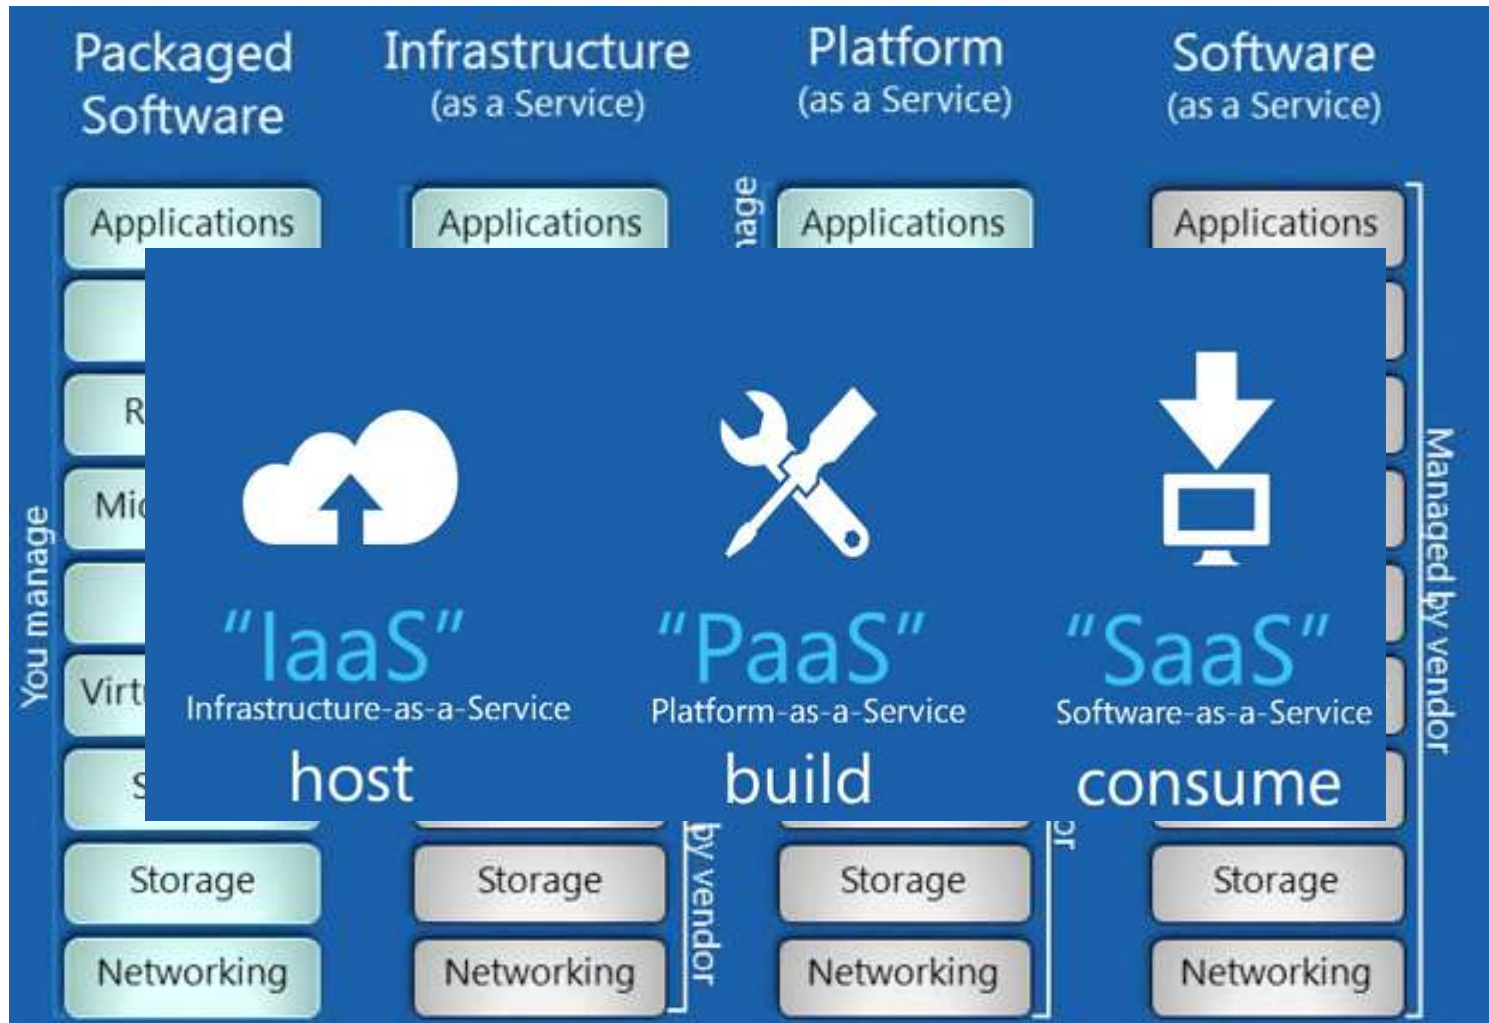 Packaged
Software
Infrastructure
(as a Service)
Platform
(as a Service)
Software
(as a Service)
Applications
Applications
Applications
Applications
You manage
Managed by vendor
"IaaS"
Infrastructure-as-a-Service
host
"PaaS"
Platform-as-a-Service
build
"SaaS"
Software-as-a-Service
consume
by vendor
Storage
Storage
Storage
Storage
Networking
Networking
Networking
Networking